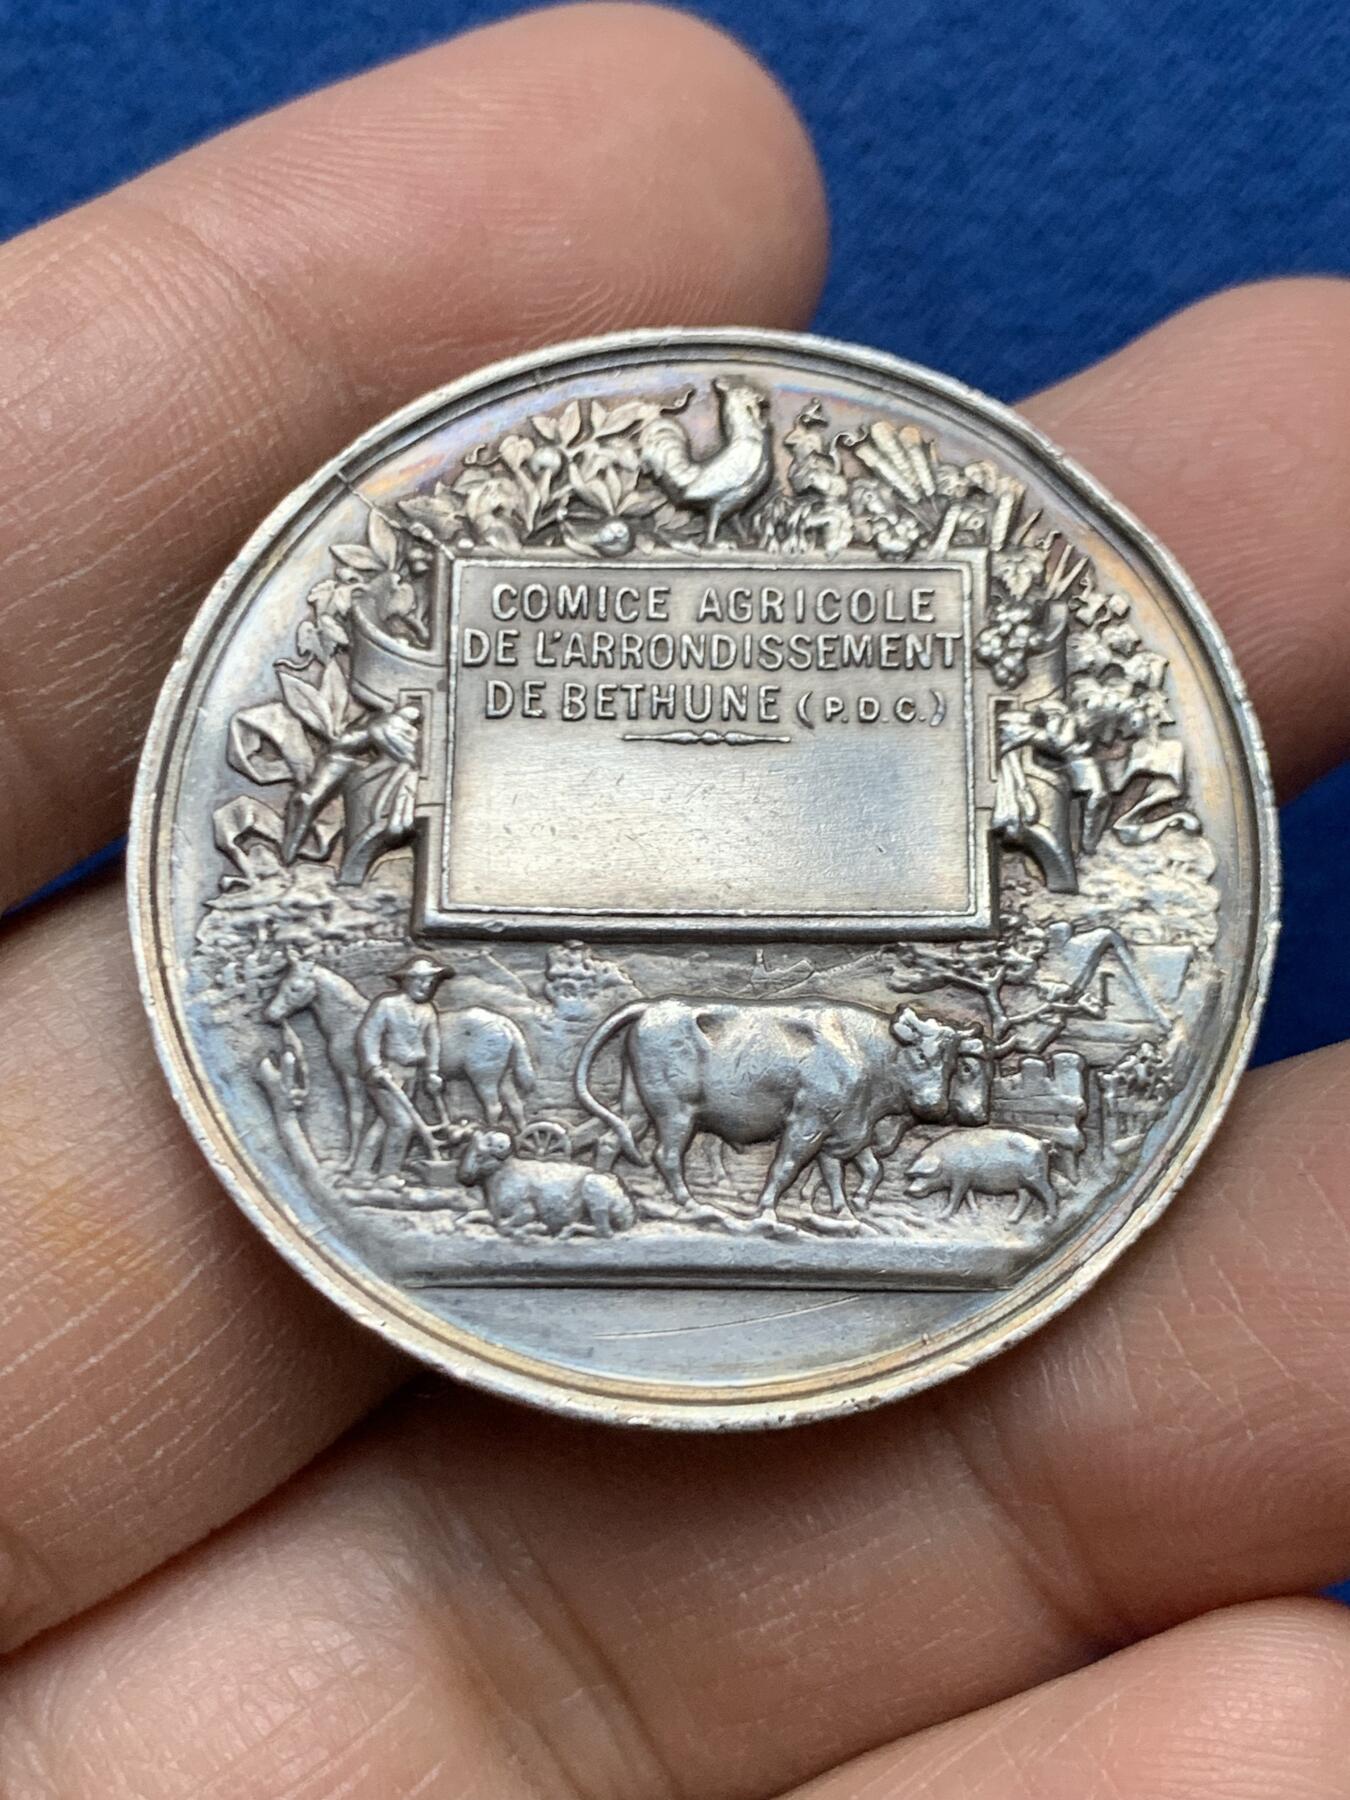 COMICE AGRICOLE
DE L'ARRONDISSEMENT
DE BETHUNE (P.D.C.)